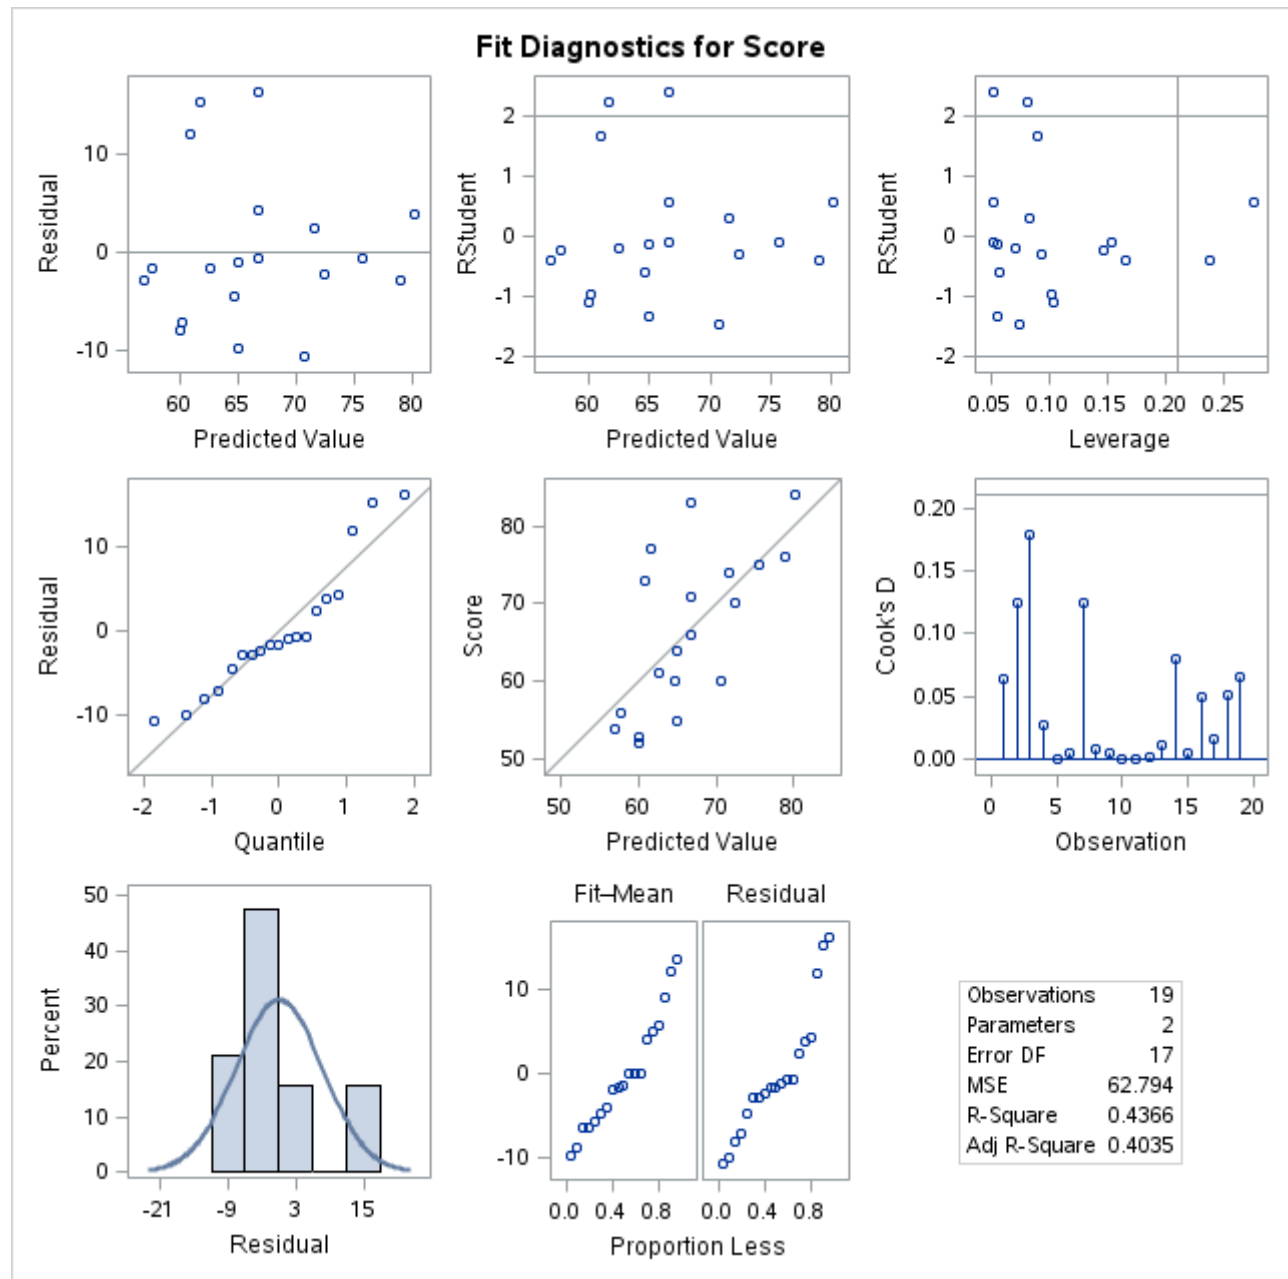 Fit Diagnostics for Score
Residual
10
0
-10
60 65 70 75 80
Predicted Value
RStudent
2
1
0
-1
-2
60 65 70 75 80
Predicted Value
RStudent
2
1
0
-1
-2
0.05 0.10 0.15 0.20 0.25
Leverage
Residual
10
0
-10
-2 -1 0 1 2
Quantile
Score
80
70
60
50
50 60 70 80
Predicted Value
Cook's D
0.20
0.15
0.10
0.05
0.00
0 5 10 15 20
Observation
Percent
50
40
30
20
10
0
-21 -9 3 15
Residual
Fit–Mean Residual
10
0
-10
0.0 0.4 0.8 0.0 0.4 0.8
Proportion Less
Observations 19
Parameters 2
Error DF 17
MSE 62.794
R-Square 0.4366
Adj R-Square 0.4035